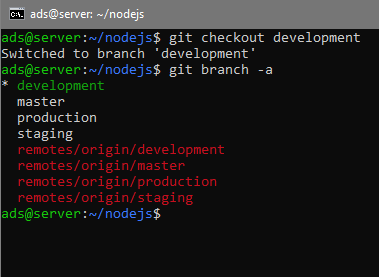 ads@server: ~/nodejs
ads@server:~/nodejs$ git checkout development
Switched to branch 'development'
ads@server:~/nodejs$ git branch -a
* development
master
production
staging
remotes/origin/development
remotes/origin/master
remotes/origin/production
remotes/origin/staging
ads@server:~/nodejs$